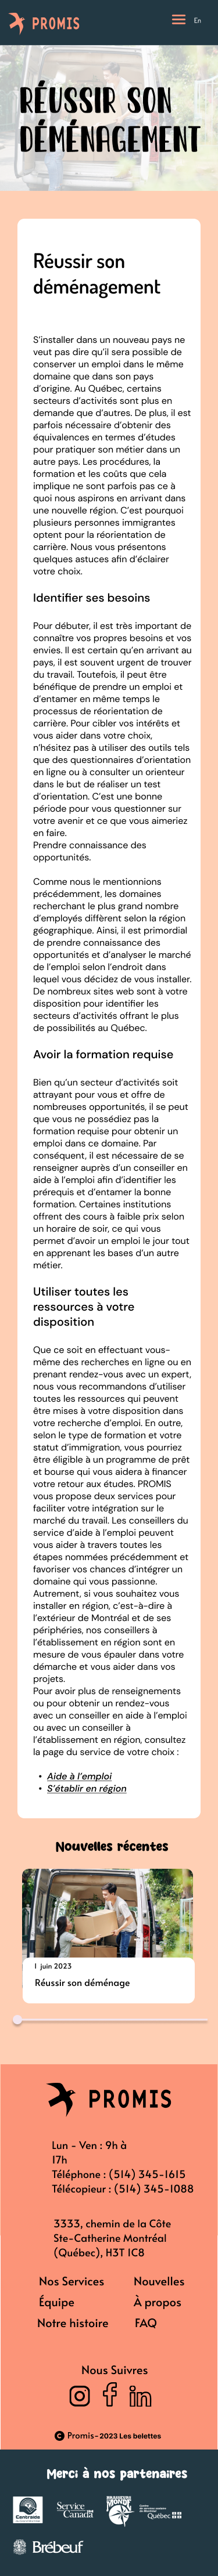 PROMIS
En
RÉUSSIR SON
DÉMÉNAGEMENT
Réussir son
déménagement
S'installer dans un nouveau pays ne
veut pas dire qu'il sera possible de
conserver un emploi dans le même
domaine que dans son pays
d'origine. Au Québec, certains
secteurs d'activités sont plus en
demande que d'autres. De plus, il est
parfois nécessaire d'obtenir des
équivalences en termes d'études
pour pratiquer son métier dans un
autre pays. Les procédures, la
formation et les coûts que cela
implique ne sont parfois pas ce à
quoi nous aspirons en arrivant dans
une nouvelle région. C'est pourquoi
plusieurs personnes immigrantes
optent pour la réorientation de
carrière. Nous vous présentons
quelques astuces afin d'éclairer
votre choix.
Identifier ses besoins
Pour débuter, il est très important de
connaître vos propres besoins et vos
envies. Il est certain qu'en arrivant au
pays, il est souvent urgent de trouver
du travail. Toutefois, il peut être
bénéfique de prendre un emploi et
d'entamer en même temps le
processus de réorientation de
carrière. Pour cibler vos intérêts et
vous aider dans votre choix,
n'hésitez pas à utiliser des outils tels
que des questionnaires d'orientation
en ligne ou à consulter un orienteur
dans le but de réaliser un test
d'orientation. C'est une bonne
période pour vous questionner sur
votre avenir et ce que vous aimeriez
en faire.
Prendre connaissance des
opportunités.
Comme nous le mentionnions
précédemment, les domaines
recherchant le plus grand nombre
d'employés diffèrent selon la région
géographique. Ainsi, il est primordial
de prendre connaissance des
opportunités et d'analyser le marché
de l'emploi selon l'endroit dans
lequel vous décidez de vous installer.
De nombreux sites web sont à votre
disposition pour identifier les
secteurs d'activités offrant le plus
de possibilités au Québec.
Avoir la formation requise
Bien qu'un secteur d'activités soit
attrayant pour vous et offre de
nombreuses opportunités, il se peut
que vous ne possédiez pas la
formation requise pour obtenir un
emploi dans ce domaine. Par
conséquent, il est nécessaire de se
renseigner auprès d'un conseiller en
aide à l'emploi afin d'identifier les
prérequis et d'entamer la bonne
formation. Certaines institutions
offrent des cours à faible prix selon
un horaire de soir, ce qui vous
permet d'avoir un emploi le jour tout
en apprenant les bases d'un autre
métier.
Utiliser toutes les
ressources à votre
disposition
Que ce soit en effectuant vous-
même des recherches en ligne ou en
prenant rendez-vous avec un expert,
nous vous recommandons d'utiliser
toutes les ressources qui peuvent
être mises à votre disposition dans
votre recherche d'emploi. En outre,
selon le type de formation et votre
statut d'immigration, vous pourriez
être éligible à un programme de prêt
et bourse qui vous aidera à financer
votre retour aux études. PROMIS
vous propose deux services pour
faciliter votre intégration sur le
marché du travail. Les conseillers du
service d'aide à l'emploi peuvent
vous aider à travers toutes les
étapes nommées précédemment et
favoriser vos chances d'intégrer un
domaine qui vous passionne.
Autrement, si vous souhaitez vous
installer en région, c'est-à-dire à
l'extérieur de Montréal et de ses
périphéries, nos conseillers à
l'établissement en région sont en
mesure de vous épauler dans votre
démarche et vous aider dans vos
projets.
Pour avoir plus de renseignements
ou pour obtenir un rendez-vous
avec un conseiller en aide à l'emploi
ou avec un conseiller à
l'établissement en région, consultez
la page du service de votre choix :
• Aide à l'emploi
• S'établir en région
Nouvelles récentes
1 juin 2023
Réussir son déménage
PROMIS
Lun - Ven : 9h à
17h
Téléphone : (514) 345-1615
Télécopieur : (514) 345-1088
3333, chemin de la Côte
Ste-Catherine Montréal
(Québec), H3T 1C8
Nos Services
Nouvelles
Équipe
À propos
Notre histoire
FAQ
Nous Suivres
Promis- 2023 Les belettes
Merci à nos partenaires
Centraide
Service
Canada
MONDE
Québec
Brébeuf